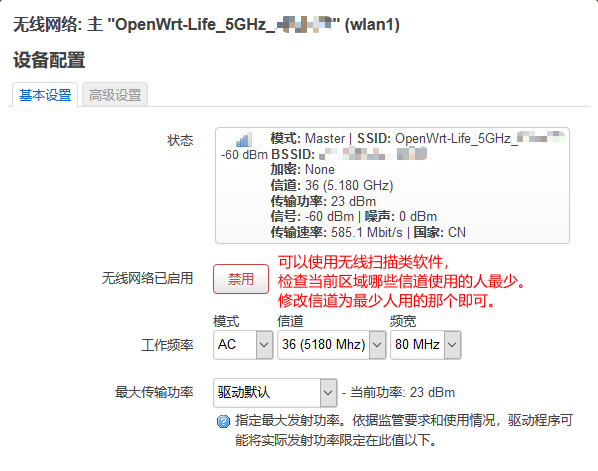 无线网络: 主 "OpenWrt-Life_5GHz_" (wlan1)
设备配置
基本设置 高级设置
状态
-60 dBm
模式: Master | SSID: OpenWrt-Life_5GHz_
BSSID:
加密: None
信道: 36 (5.180 GHz)
传输功率: 23 dBm
信号: -60 dBm | 噪声: 0 dBm
传输速率: 585.1 Mbit/s | 国家: CN
无线网络已启用 禁用
可以使用无线扫描类软件，
检查当前区域哪些信道使用的人最少。
修改信道为最少人用的那个即可。
模式 信道 频宽
工作频率 AC 36 (5180 Mhz) 80 MHz
最大传输功率 驱动默认 - 当前功率: 23 dBm
指定最大发射功率。依据监管要求和使用情况，驱动程序可
能将实际发射功率限定在此值以下。